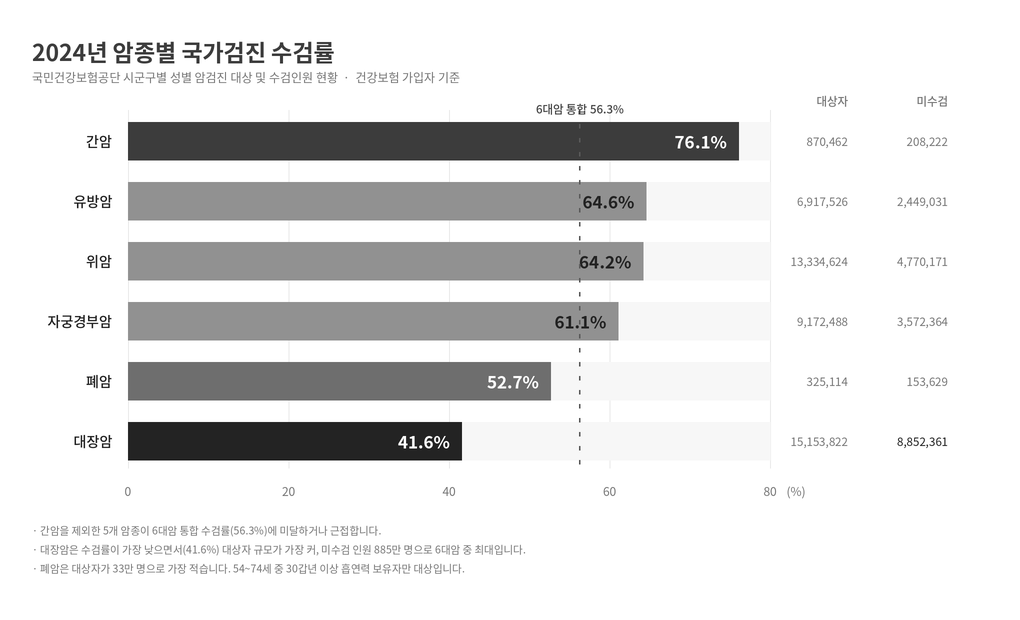 2024년 암종별 국가검진 수검률
국민건강보험공단 시군구별 성별 암검진 대상 및 수검인원 현황 · 건강보험 가입자 기준
6대암 통합 56.3% 대상자 미수검
간암 76.1% 870,462 208,222
유방암 64.6% 6,917,526 2,449,031
위암 64.2% 13,334,624 4,770,171
자궁경부암 61.1% 9,172,488 3,572,364
폐암 52.7% 325,114 153,629
대장암 41.6% 15,153,822 8,852,361
0 20 40 60 80 (%)
· 간암을 제외한 5개 암종이 6대암 통합 수검률(56.3%)에 미달하거나 근접합니다.
· 대장암은 수검률이 가장 낮으면서(41.6%) 대상자 규모가 가장 커, 미수검 인원 885만 명으로 6대암 중 최대입니다.
· 폐암은 대상자가 33만 명으로 가장 적습니다. 54~74세 중 30갑년 이상 흡연력 보유자만 대상입니다.